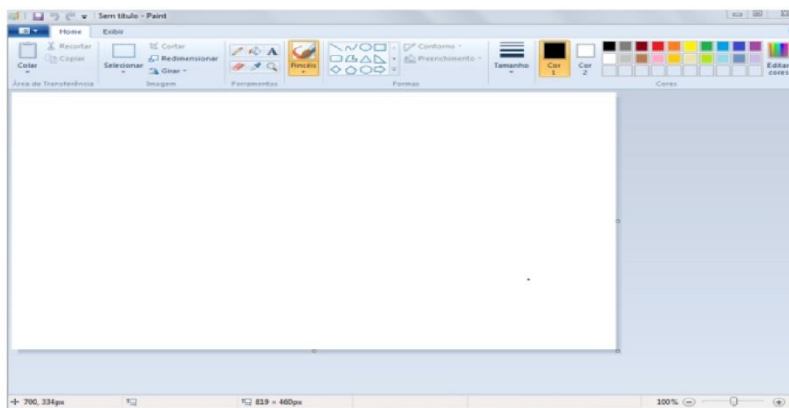 Sem título - Paint
Home Exibir
Colar
Recortar
Copiar
Área de Transferência
Selecionar
Cortar
Redimensionar
Girar
Imagem
Ferramentas
Pincéis
Contorno
Preenchimento
Formas
Tamanho
Cor 1
Cor 2
Editar cores
Cores
700, 334px
819 × 460px
100%